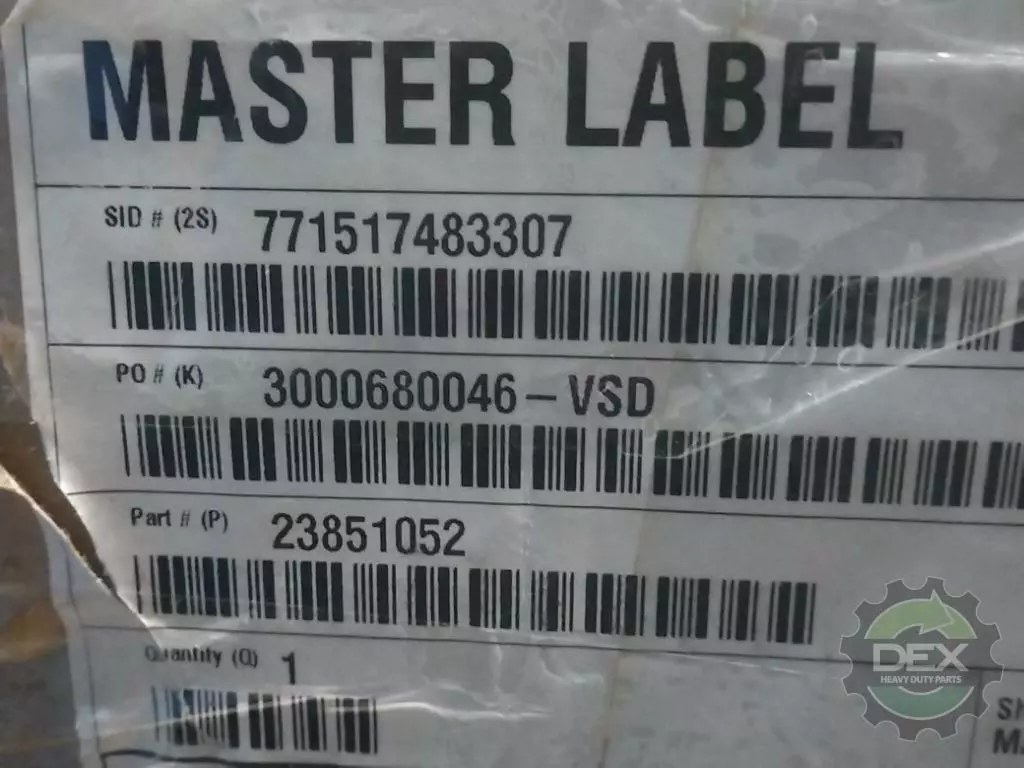 MASTER LABEL
SID # (2S) 771517483307
PO # (K) 3000680046-VSD
Part # (P) 23851052
Quantity (Q) 1
DEX
HEAVY DUTY PARTS